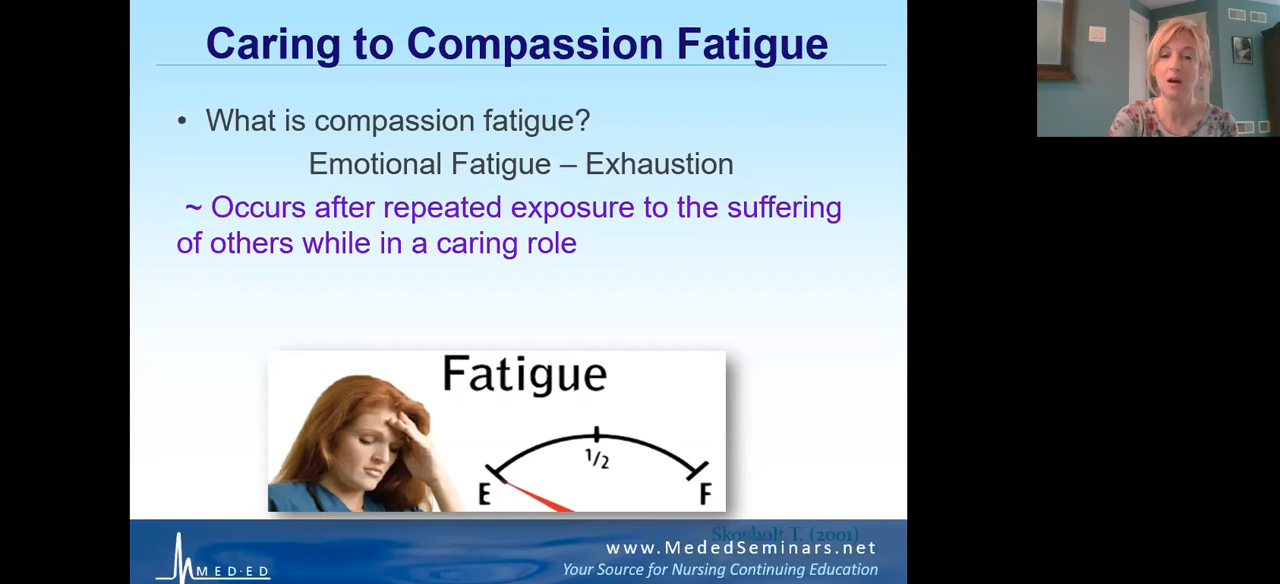 Caring to Compassion Fatigue
• What is compassion fatigue?
Emotional Fatigue – Exhaustion
~ Occurs after repeated exposure to the suffering
of others while in a caring role
Fatigue
1/2
E
F
Skovholt T. (2001)
www.MededSeminars.net
MED-ED
Your Source for Nursing Continuing Education